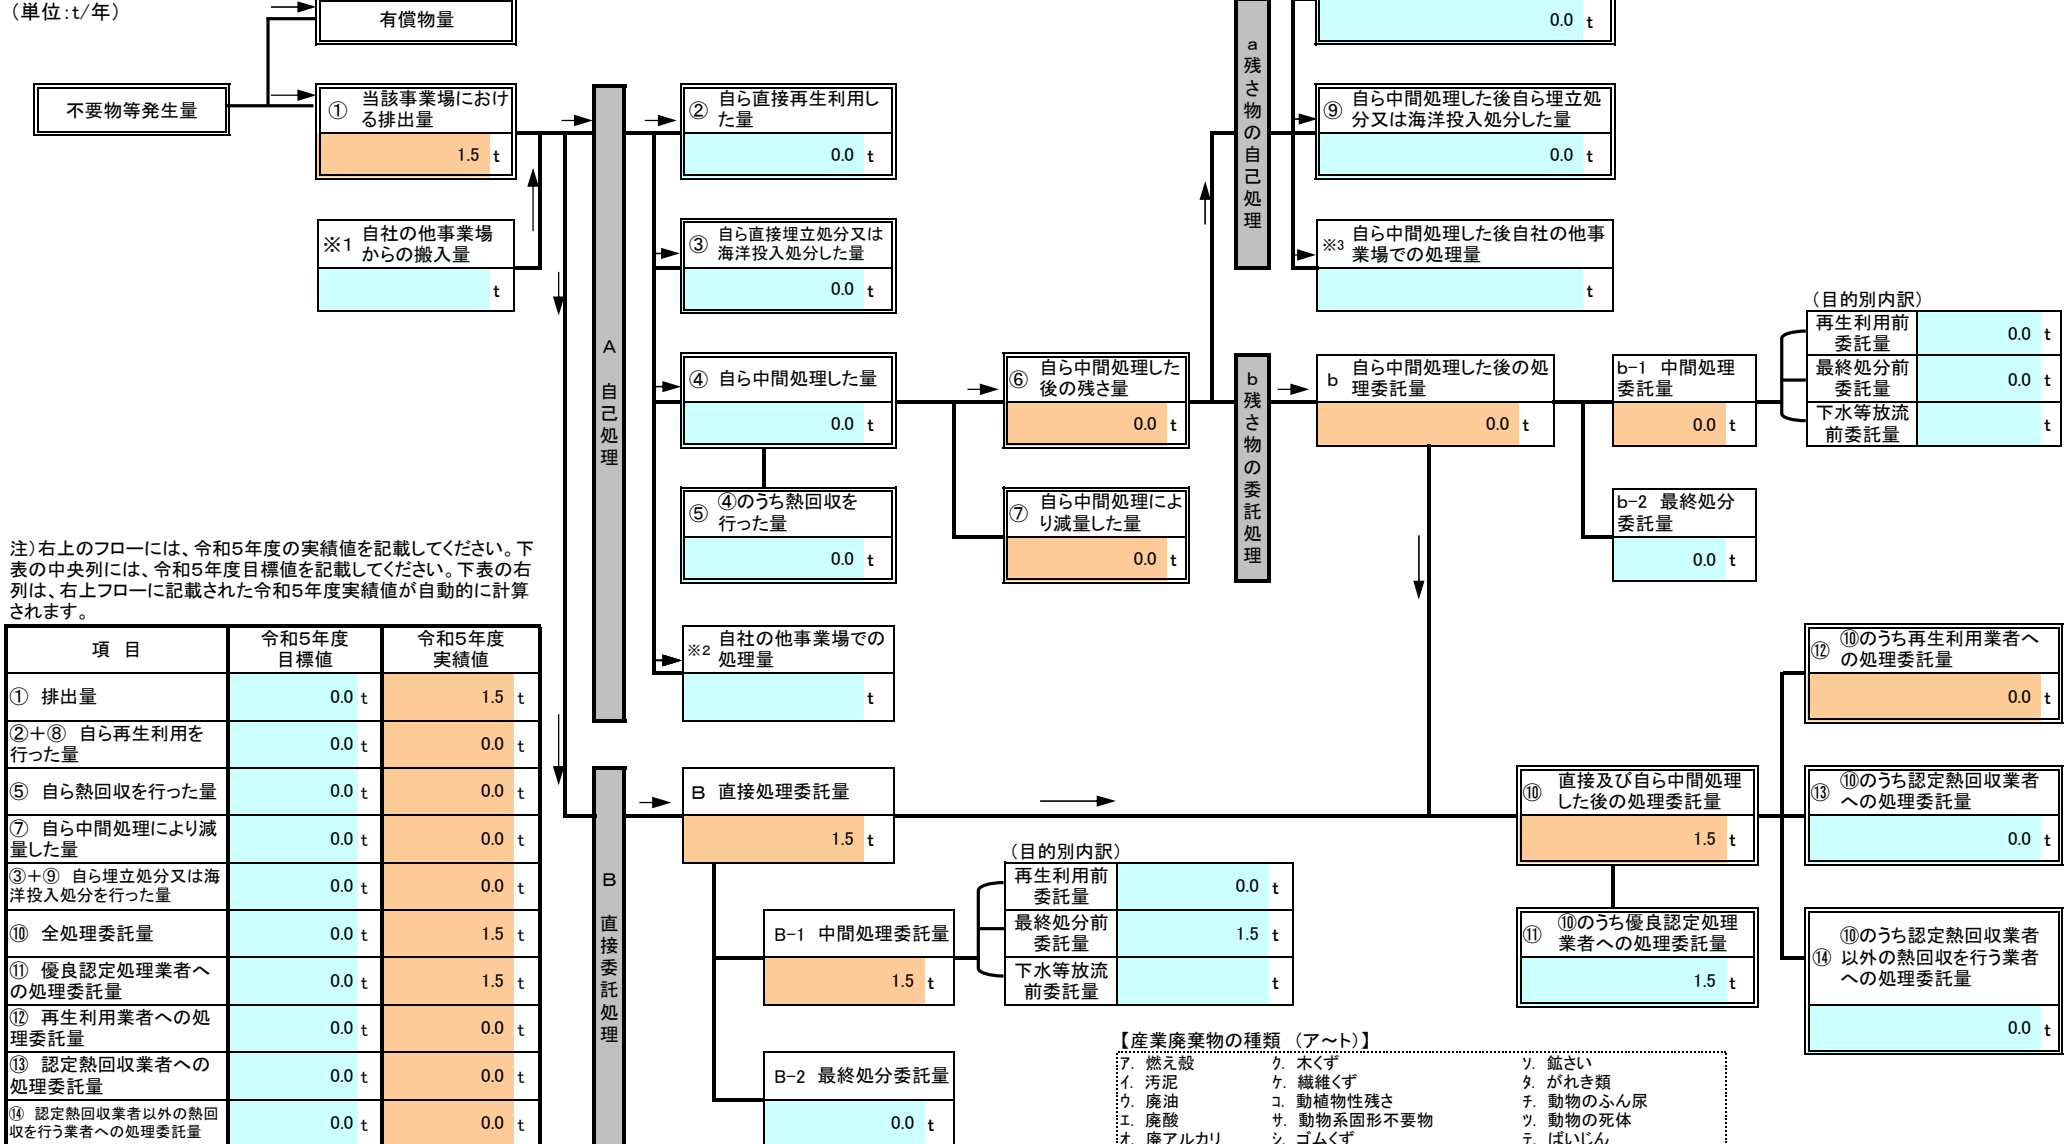 （単位:t/年）
有償物量
不要物等発生量
① 当該事業場におけ
る排出量
1.5 t
※1 自社の他事業場
からの搬入量
t
A 自己処理
② 自ら直接再生利用し
た量
0.0 t
③ 自ら直接埋立処分又は
海洋投入処分した量
0.0 t
④ 自ら中間処理した量
0.0 t
⑤ ④のうち熱回収を
行った量
0.0 t
※2 自社の他事業場での
処理量
t
⑥ 自ら中間処理した
後の残さ量
0.0 t
⑦ 自ら中間処理によ
り減量した量
0.0 t
a残さ物の自己処理
0.0 t
⑨ 自ら中間処理した後自ら埋立処
分又は海洋投入処分した量
0.0 t
※3 自ら中間処理した後自社の他事
業場での処理量
t
b残さ物の委託処理
b 自ら中間処理した後の処
理委託量
0.0 t
b-1 中間処理
委託量
0.0 t
b-2 最終処分
委託量
0.0 t
（目的別内訳）
再生利用前
委託量
0.0 t
最終処分前
委託量
0.0 t
下水等放流
前委託量
t
注）右上のフローには、令和5年度の実績値を記載してください。下
表の中央列には、令和5年度目標値を記載してください。下表の右
列は、右上フローに記載された令和5年度実績値が自動的に計算
されます。
項 目 令和5年度
目標値 令和5年度
実績値
① 排出量 0.0 t 1.5 t
②＋⑧ 自ら再生利用を
行った量 0.0 t 0.0 t
⑤ 自ら熱回収を行った量 0.0 t 0.0 t
⑦ 自ら中間処理により減
量した量 0.0 t 0.0 t
③＋⑨ 自ら埋立処分又は海
洋投入処分を行った量 0.0 t 0.0 t
⑩ 全処理委託量 0.0 t 1.5 t
⑪ 優良認定処理業者へ
の処理委託量 0.0 t 1.5 t
⑫ 再生利用業者への処
理委託量 0.0 t 0.0 t
⑬ 認定熱回収業者への
処理委託量 0.0 t 0.0 t
⑭ 認定熱回収業者以外の熱回
収を行う業者への処理委託量 0.0 t 0.0 t
B 直接委託処理
B 直接処理委託量
1.5 t
B-1 中間処理委託量
1.5 t
B-2 最終処分委託量
0.0 t
（目的別内訳）
再生利用前
委託量
0.0 t
最終処分前
委託量
1.5 t
下水等放流
前委託量
t
⑩ 直接及び自ら中間処理
した後の処理委託量
1.5 t
⑪ ⑩のうち優良認定処理
業者への処理委託量
1.5 t
⑫ ⑩のうち再生利用業者へ
の処理委託量
0.0 t
⑬ ⑩のうち認定熱回収業者
への処理委託量
0.0 t
⑭ ⑩のうち認定熱回収業者
以外の熱回収を行う業者
への処理委託量
0.0 t
【産業廃棄物の種類 （ア～ト）】
ア. 燃え殻 ク. 木くず ソ. 鉱さい
イ. 汚泥 ケ. 繊維くず タ. がれき類
ウ. 廃油 コ. 動植物性残さ チ. 動物のふん尿
エ. 廃酸 サ. 動物系固形不要物 ツ. 動物の死体
オ. 廃アルカリ シ. ゴムくず テ. ばいじん